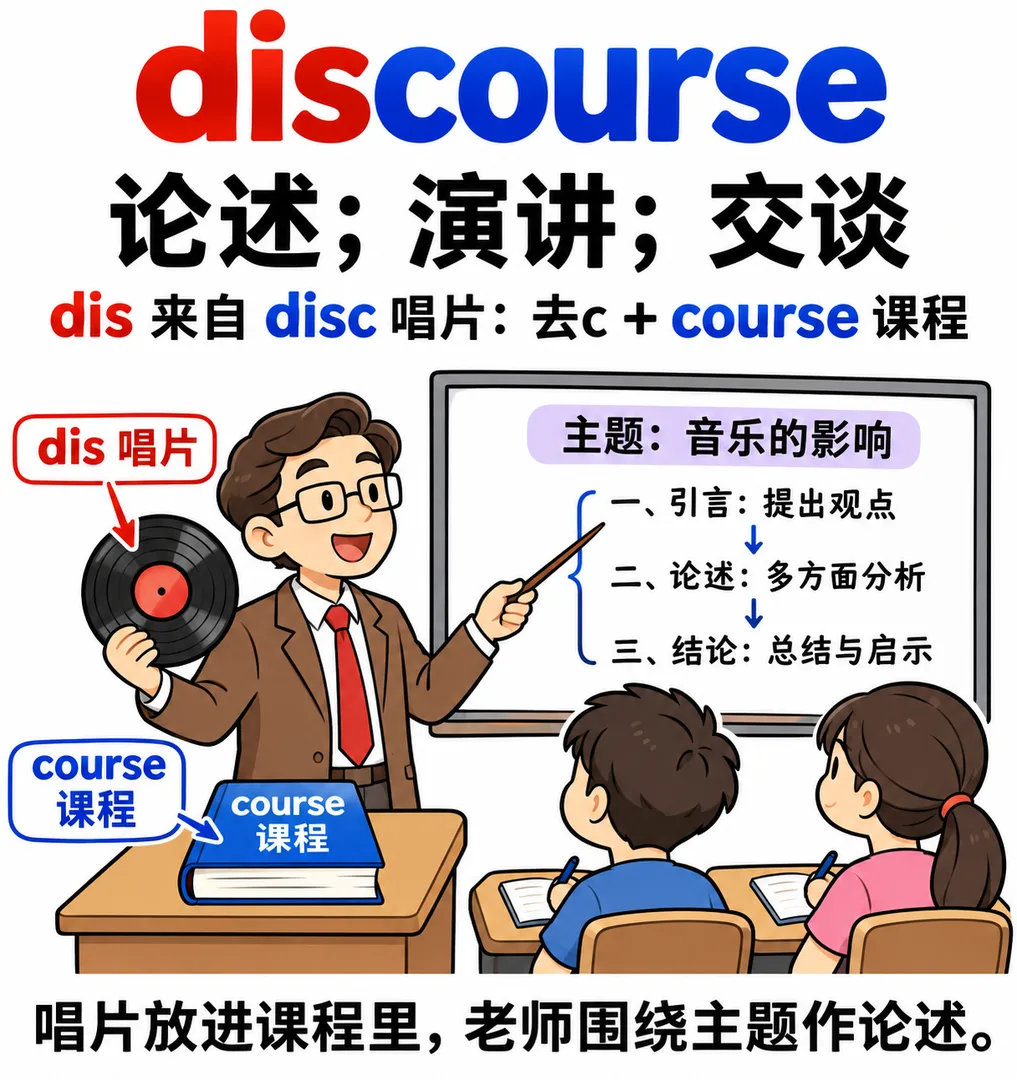 discourse
论述；演讲；交谈
dis 来自 disc 唱片：去c + course 课程
dis 唱片
主题：音乐的影响
一、引言：提出观点
二、论述：多方面分析
三、结论：总结与启示
course
课程
course
课程
唱片放进课程里，老师围绕主题作论述。